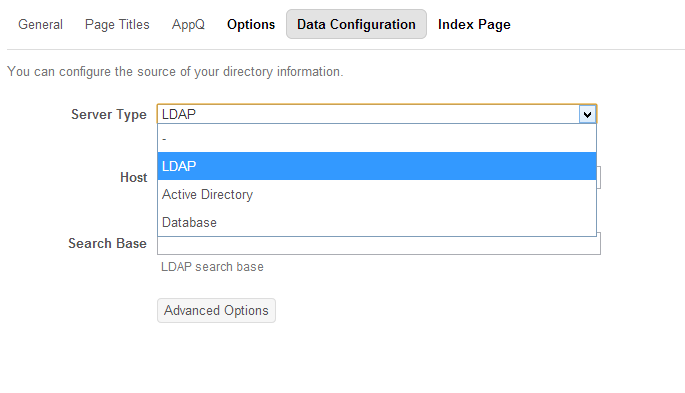 General Page Titles AppQ Options Data Configuration Index Page
You can configure the source of your directory information.
Server Type LDAP
-
LDAP
Host
Active Directory
Database
Search Base
LDAP search base
Advanced Options